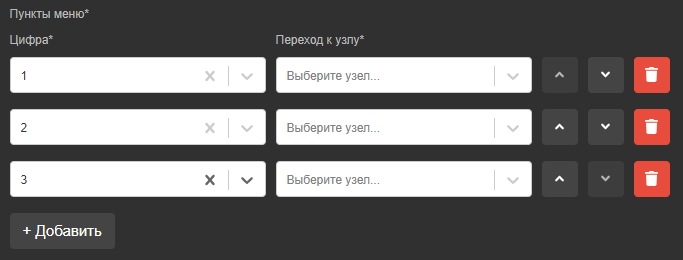 Пункты меню*
Цифра* Переход к узлу*
1 Выберите узел...
2 Выберите узел...
3 Выберите узел...
+ Добавить